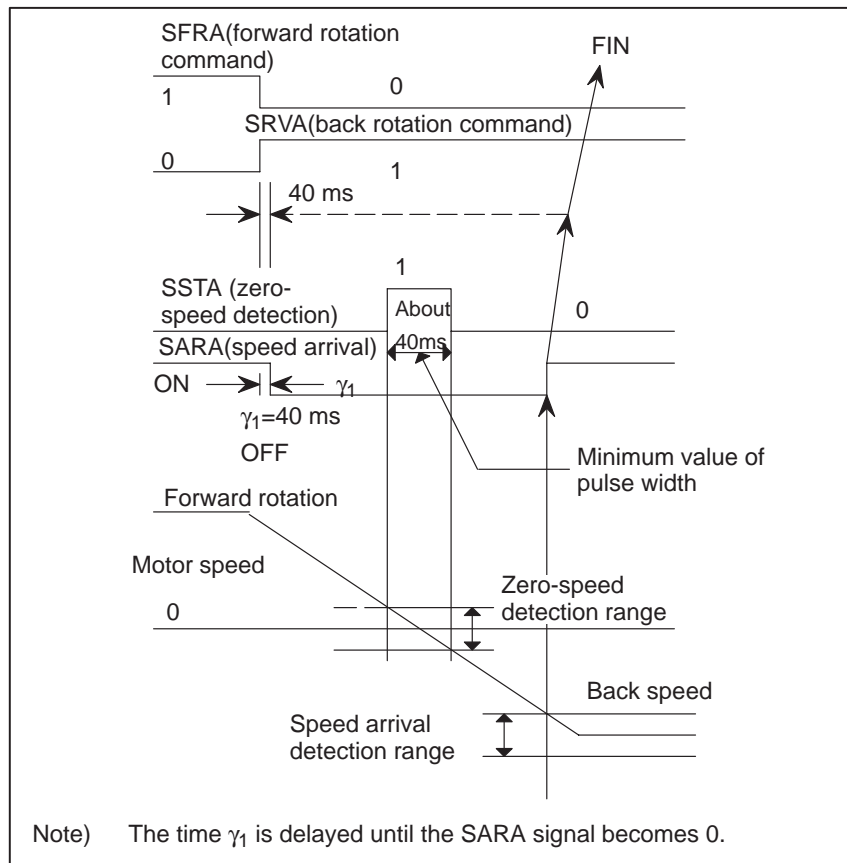 SFRA(forward rotation
command)
FIN
1
0
SRVA(back rotation command)
0
1
40 ms
1
SSTA (zero-
speed detection)
About
40ms
0
SARA(speed arrival)
ON
γ1
γ1=40 ms
OFF
Minimum value of
pulse width
Forward rotation
Motor speed
Zero-speed
detection range
0
Back speed
Speed arrival
detection range
Note) The time γ1 is delayed until the SARA signal becomes 0.